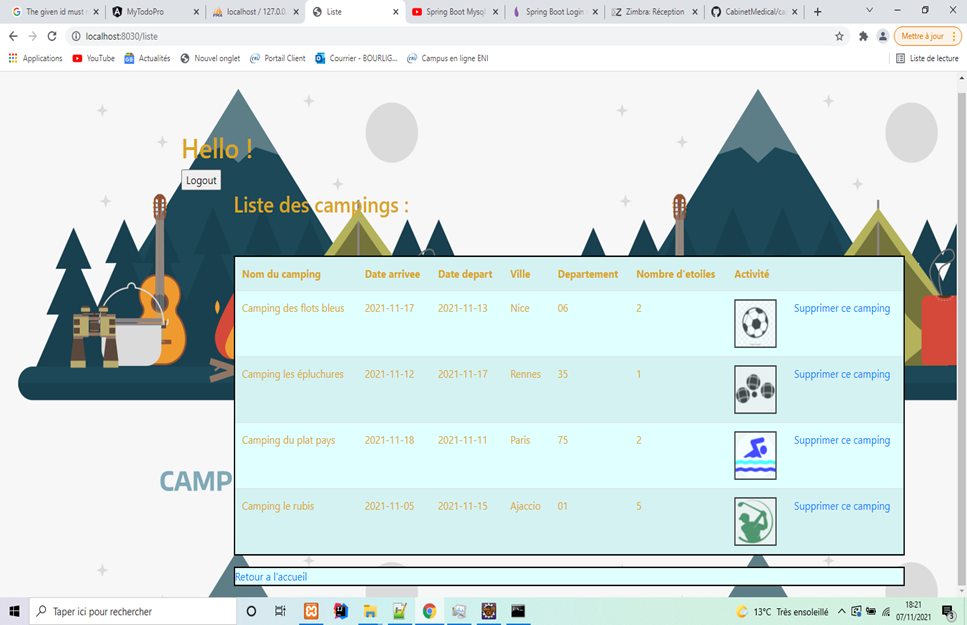 The given id must
MyTodoPro
localhost / 127.0.0
Liste
Spring Boot Mysql
Spring Boot Login
Zimbra: Réception
CabinetMedical/ca
localhost:8030/liste
Mettre à jour
Applications
YouTube
Actualités
Nouvel onglet
Portail Client
Courrier - BOURLIG...
Campus en ligne ENI
Liste de lecture
Hello !
Logout
Liste des campings :
Nom du camping Date arrivee Date depart Ville Departement Nombre d'etoiles Activité
Camping des flots bleus 2021-11-17 2021-11-13 Nice 06 2 Supprimer ce camping
Camping les épluchures 2021-11-12 2021-11-17 Rennes 35 1 Supprimer ce camping
Camping du plat pays 2021-11-18 2021-11-11 Paris 75 2 Supprimer ce camping
CAMP
Camping le rubis 2021-11-05 2021-11-15 Ajaccio 01 5 Supprimer ce camping
Retour a l'accueil
Taper ici pour rechercher
13°C Très ensoleillé
18:21
07/11/2021
3